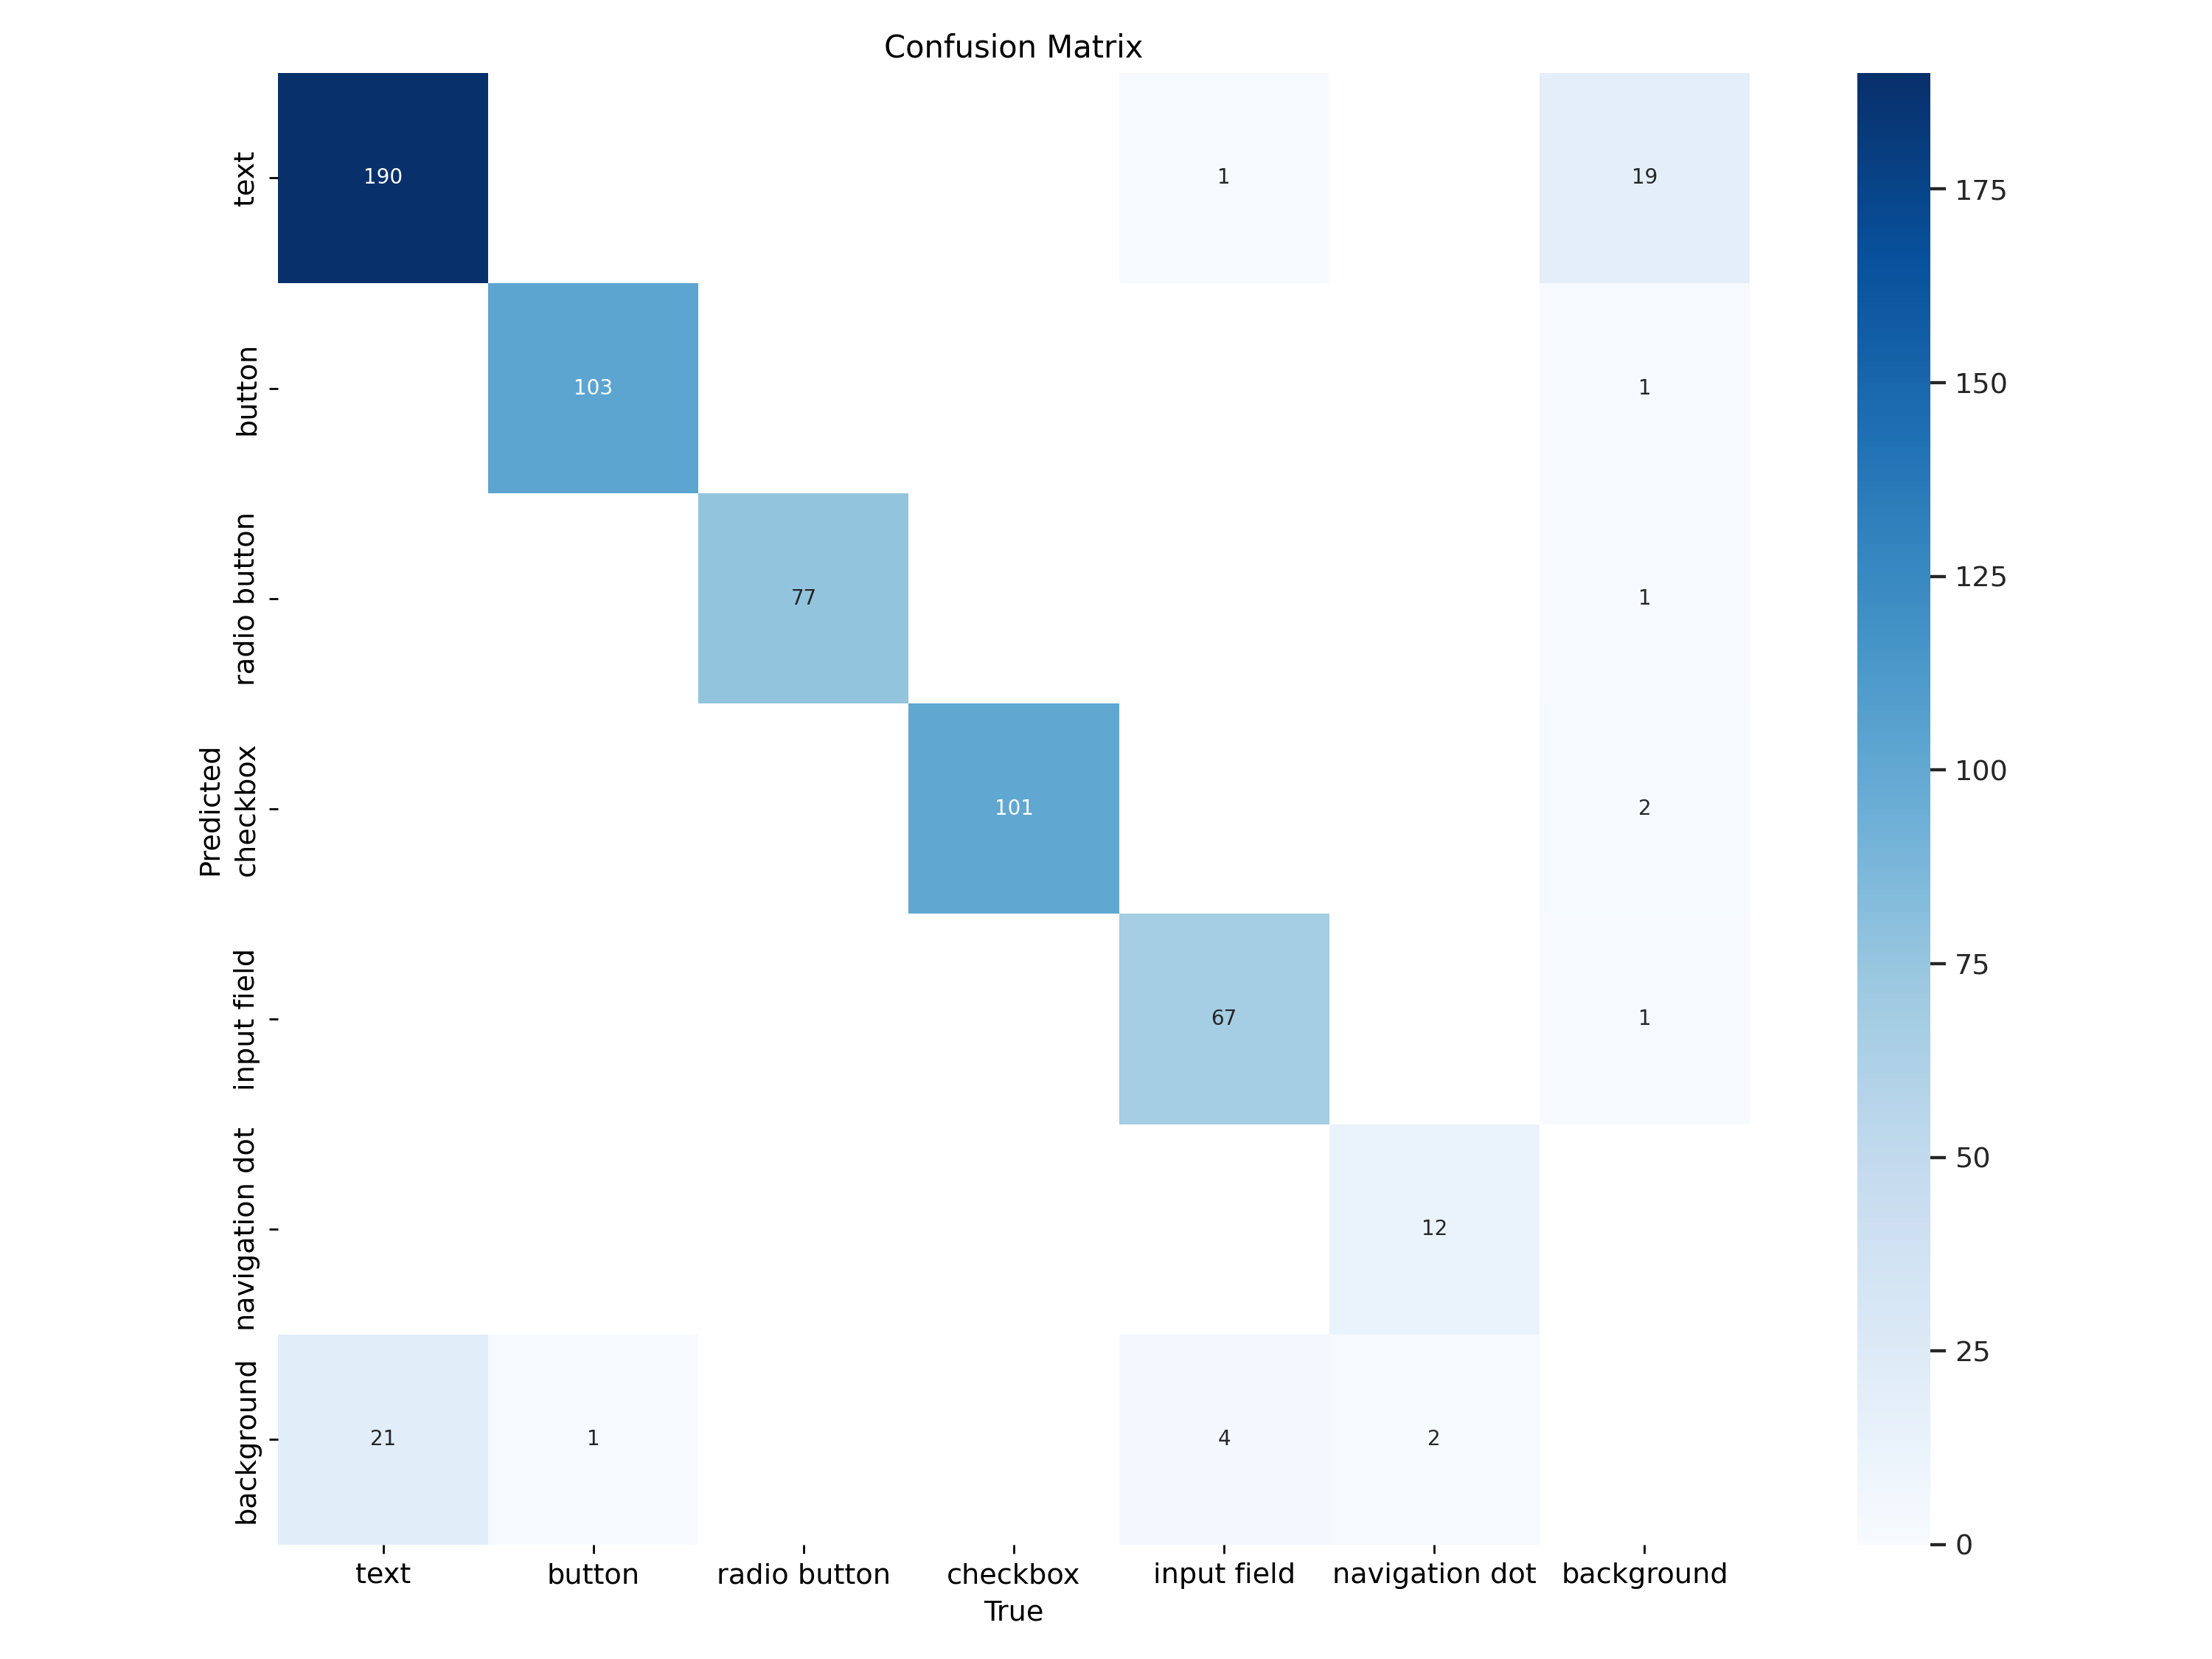 Confusion Matrix
text
190
1
19
175
button
103
1
150
radio button
77
1
125
Predicted
checkbox
101
2
100
input field
67
1
75
navigation dot
12
50
background
21
1
4
2
25
0
text button radio button checkbox input field navigation dot background
True